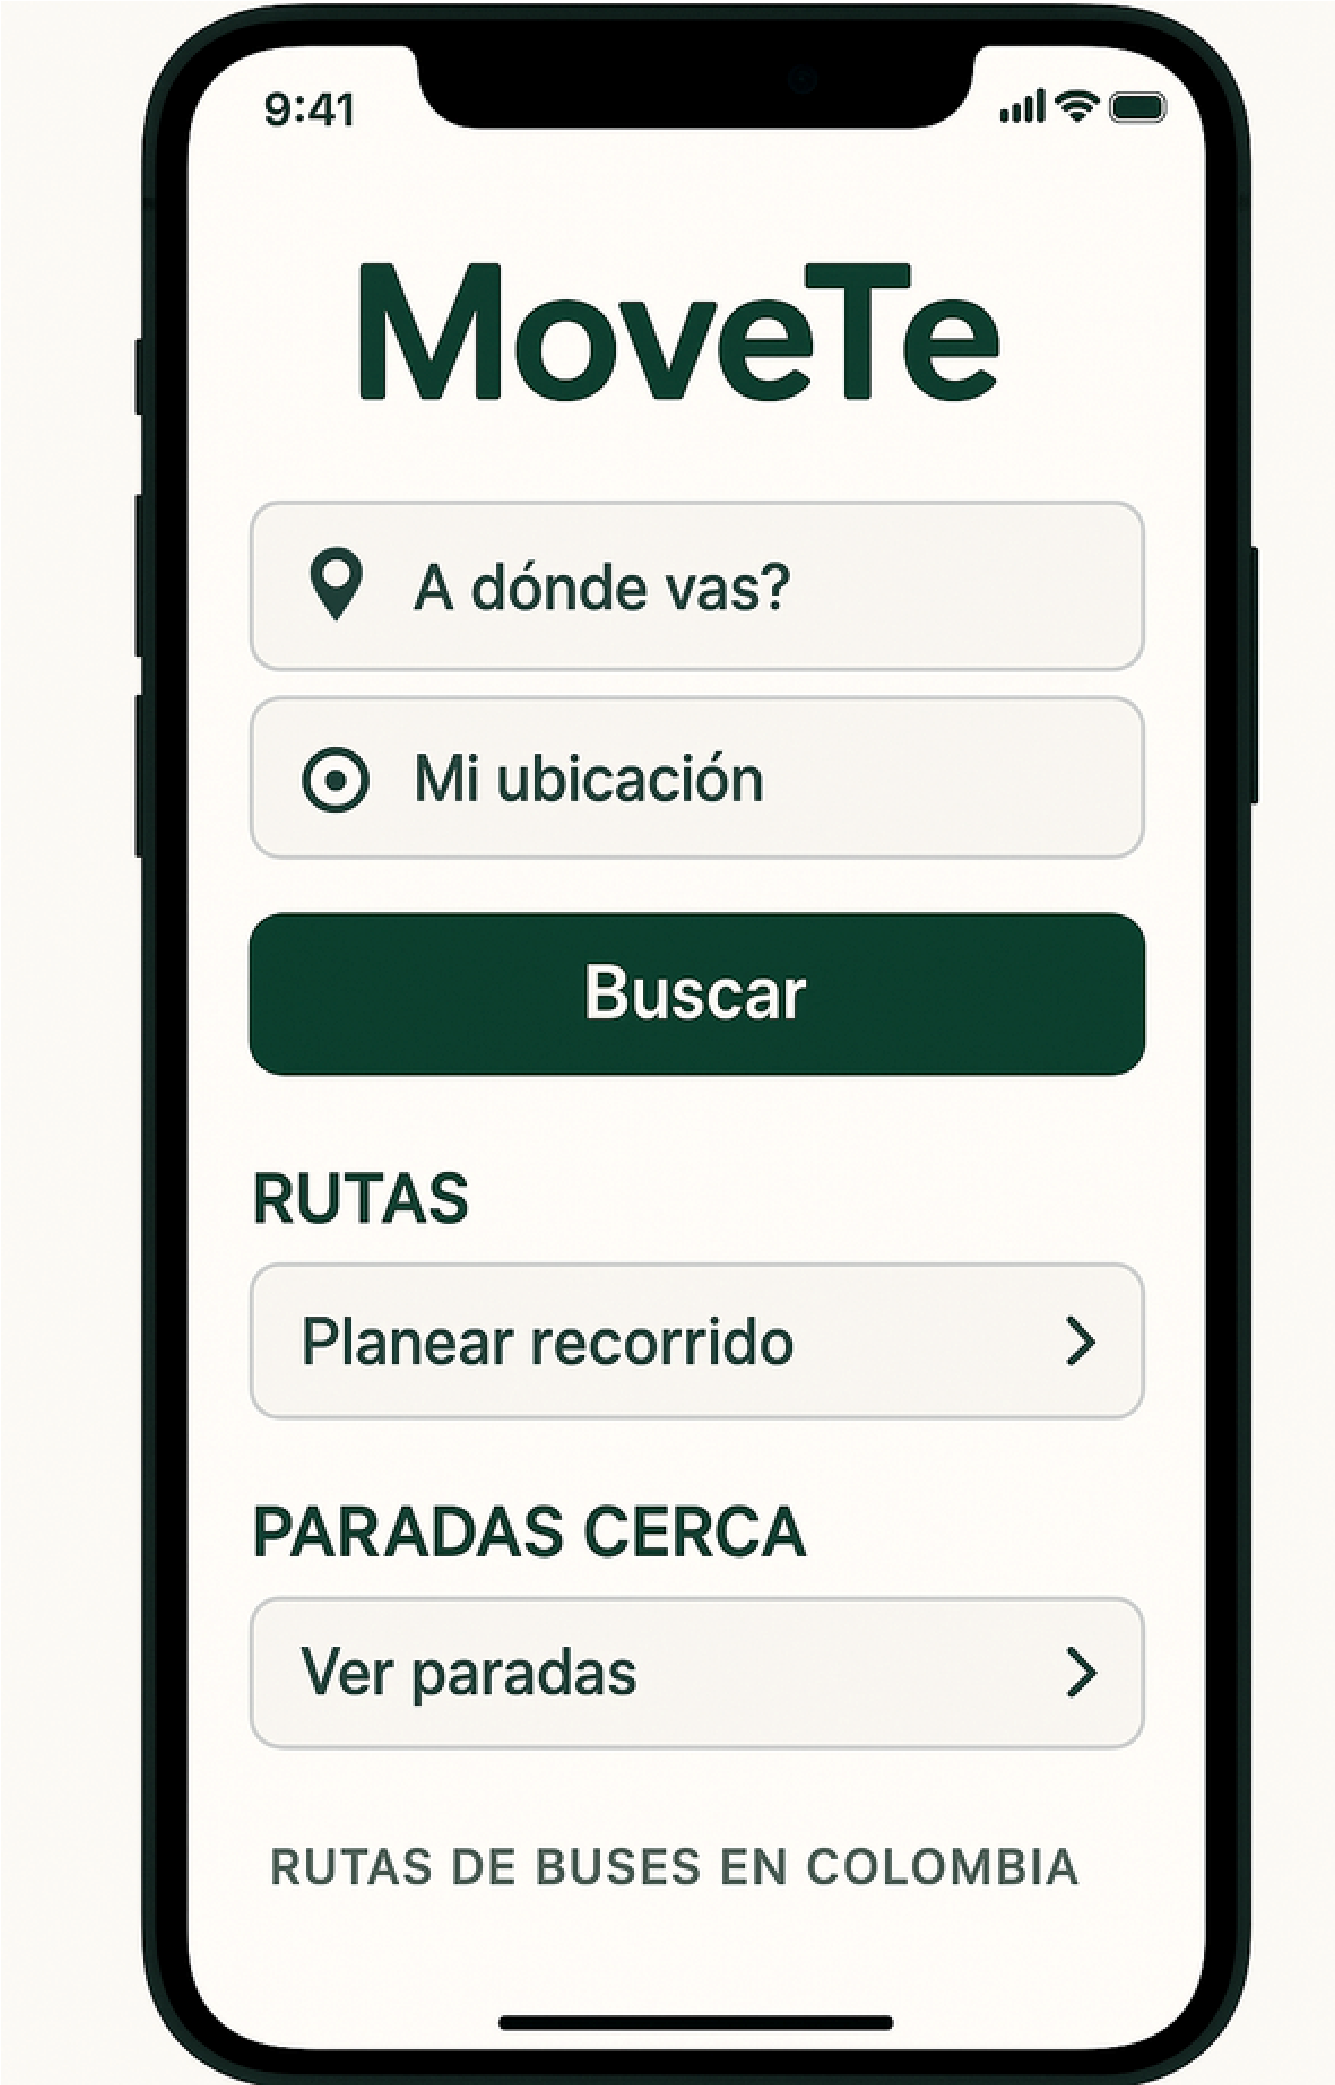 9:41
MoveTe
A dónde vas?
Mi ubicación
Buscar
RUTAS
Planear recorrido
PARADAS CERCA
Ver paradas
RUTAS DE BUSES EN COLOMBIA